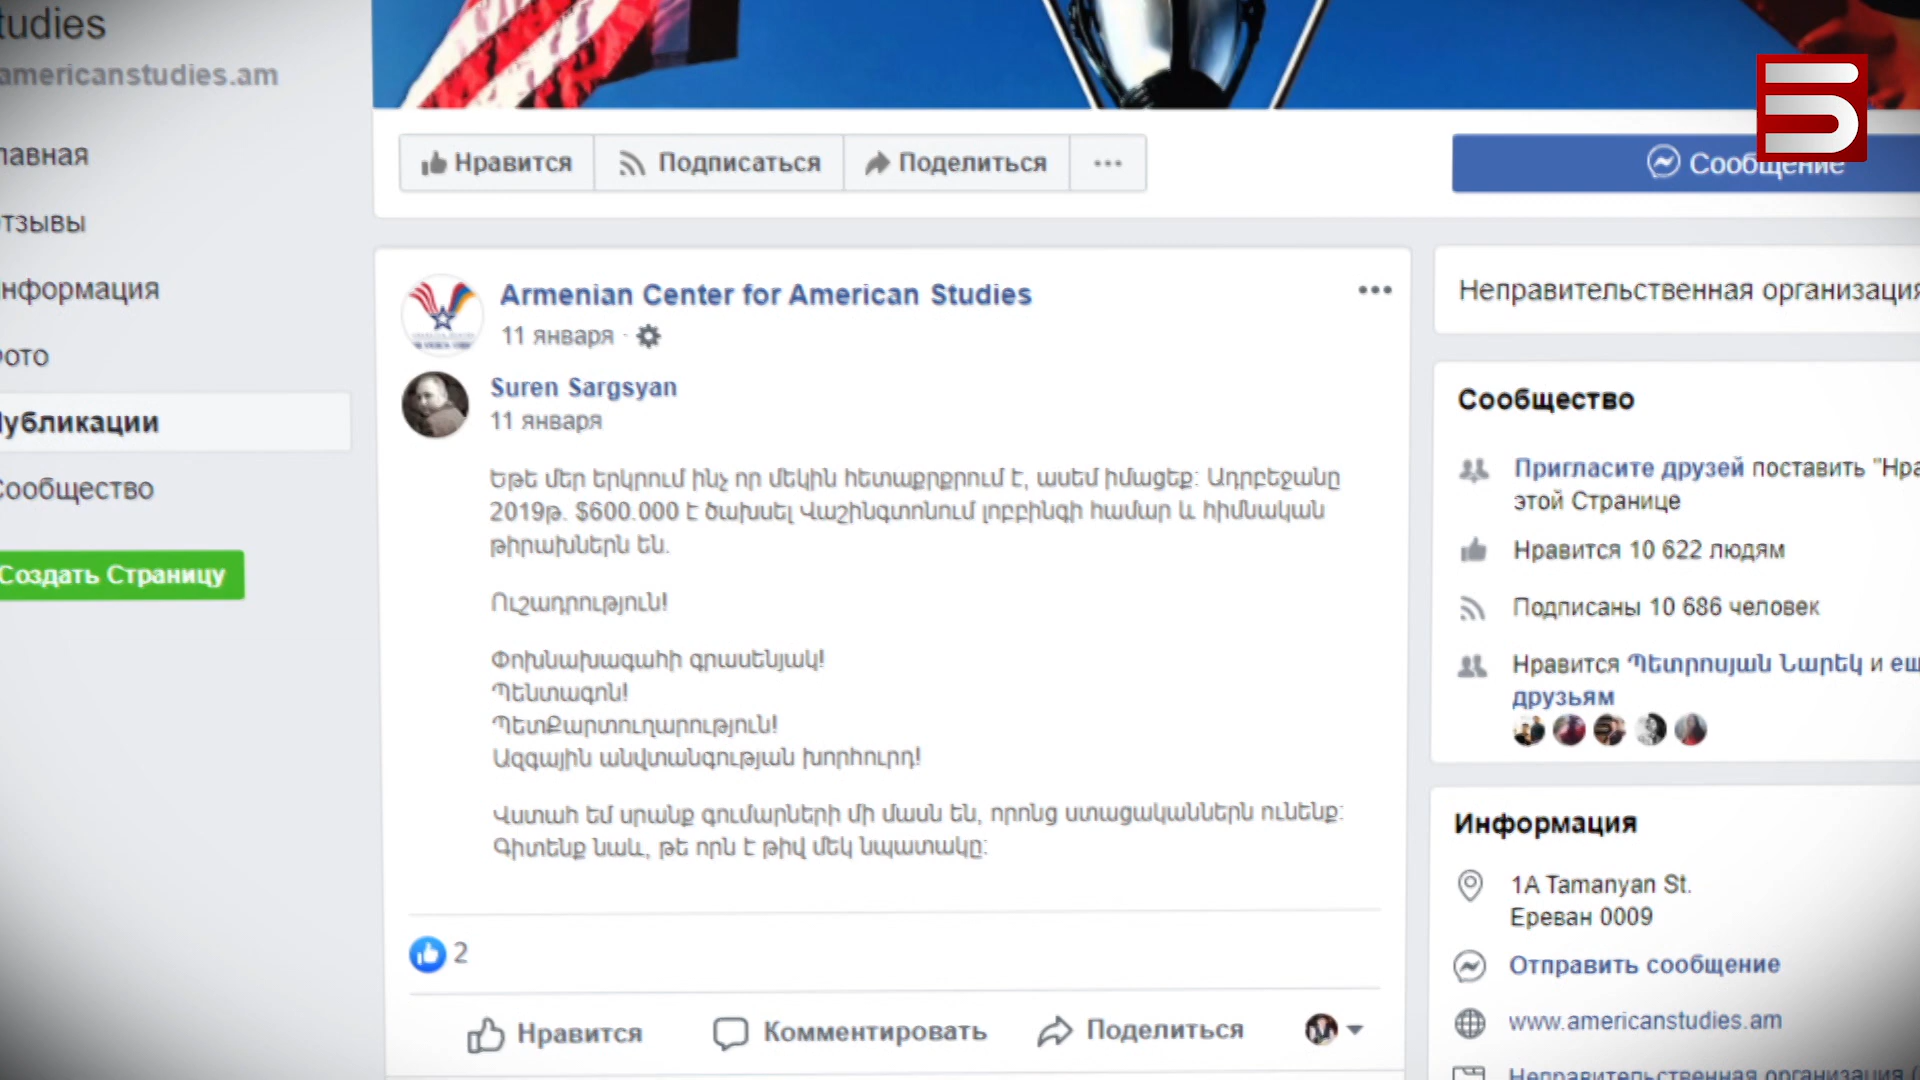 tudies
americanstudies.am
лавная
тзывы
нформация
ото
убликации
Сообщество
Создать Страницу
Нравится
Подписаться
Поделиться
Сообщение
Armenian Center for American Studies
11 января
Suren Sargsyan
11 января
Եթե մեր երկրում ինչ որ մեկին հետաքրքրում է, ասեմ իմացեք: Ադրբեջանը
2019թ. $600.000 է ծախսել Վաշինգտոնում լոբբինգի համար և հիմնական
թիրախներն են.
Ուշադրություն!
Փոխնախագահի գրասենյակ!
Պենտագոն!
ՊետՔարտուղարություն!
Ազգային անվտանգության խորհուրդ!
Վստահ եմ սրանք գումարների մի մասն են, որոնց ստացականներն ունենք:
Գիտենք նաև, թե որն է թիվ մեկ նպատակը:
2
Нравится
Комментировать
Поделиться
Неправительственная организация
Сообщество
Пригласите друзей поставить "Нра
этой Странице
Нравится 10 622 людям
Подписаны 10 686 человек
Нравится Պետրոսյան Նարեկ и ещ
друзьям
Информация
1A Tamanyan St.
Ереван 0009
Отправить сообщение
www.americanstudies.am
Неправительственная организация (